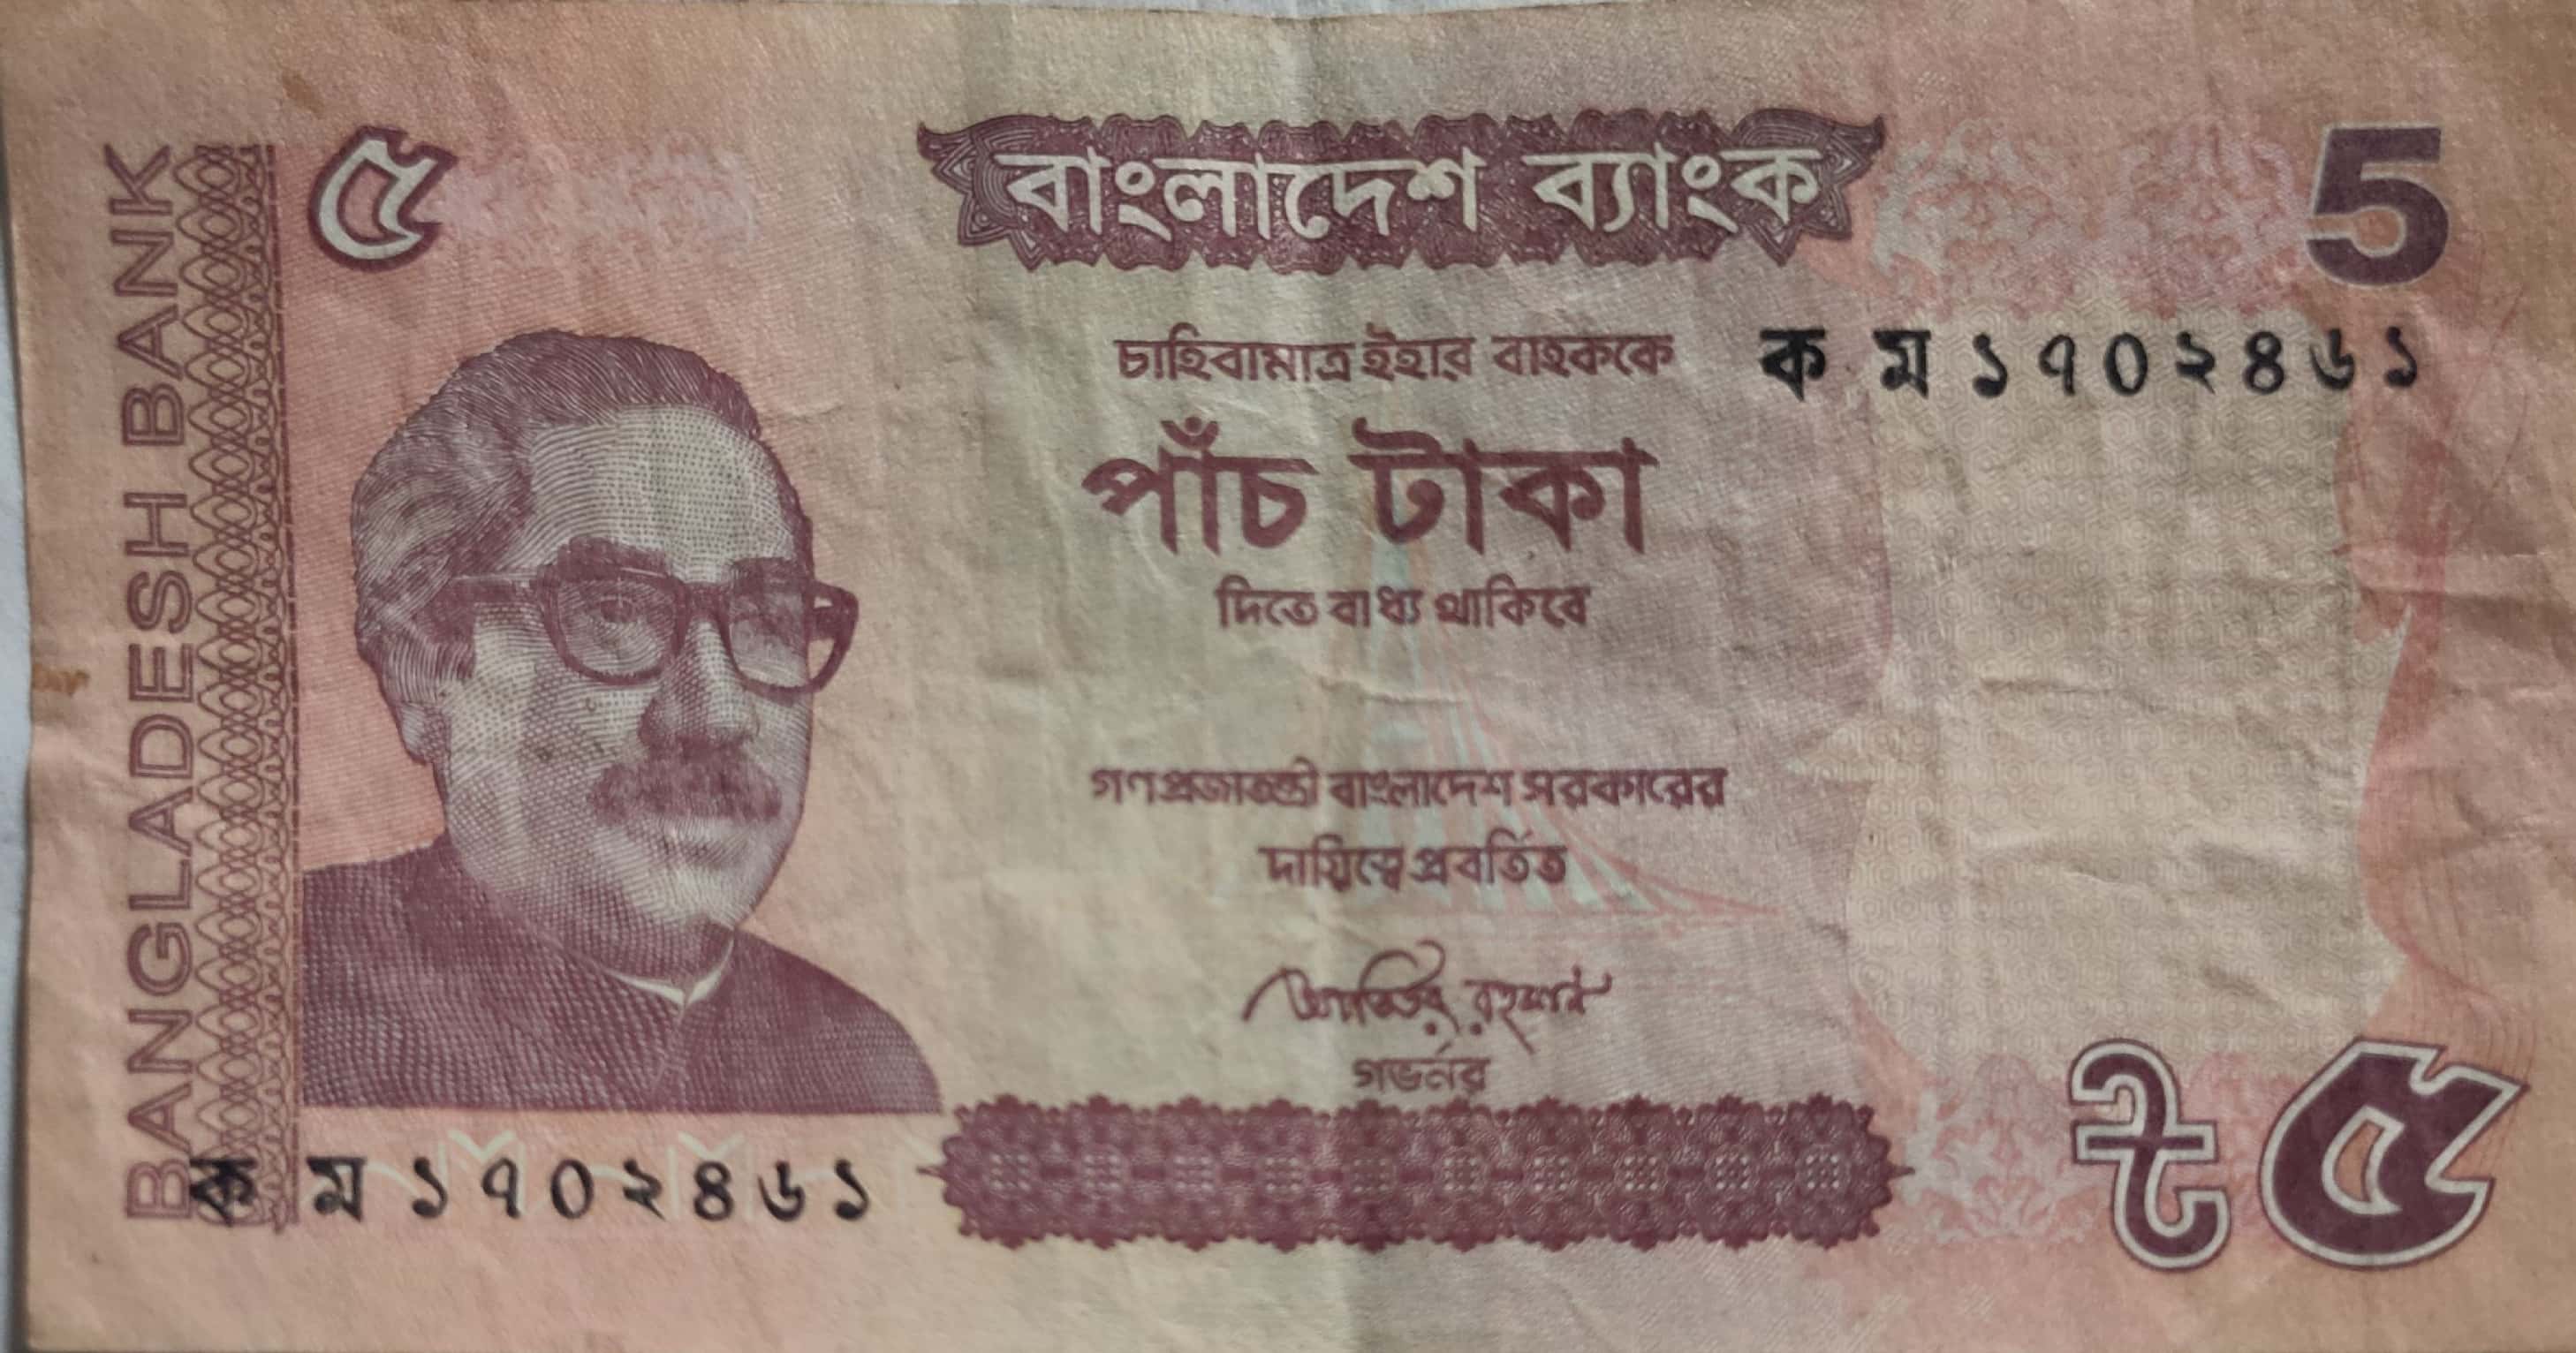 BANGLADESH BANK
৫
বাংলাদেশ ব্যাংক
5
চাহিবামাত্র ইহার বাহককে
ক ম ১৭০২৪৬১
পাঁচ টাকা
দিতে বাধ্য থাকিবে
গণপ্রজাতন্ত্রী বাংলাদেশ সরকারের
দায়িত্বে প্রবর্তিত
আতিউর রহমান
গভর্নর
ক ম ১৭০২৪৬১
৳ ৫